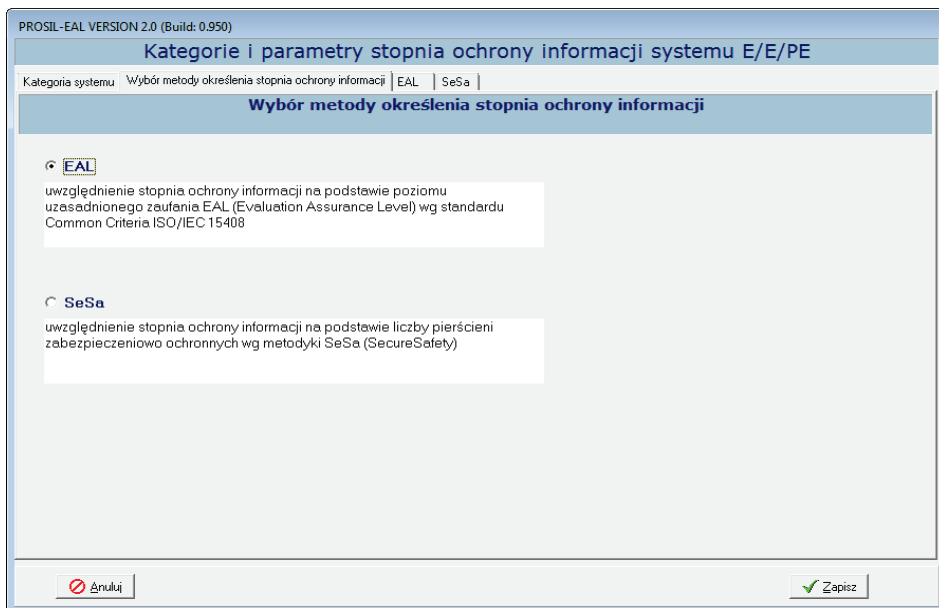 PROSIL-EAL VERSION 2.0 (Build: 0.950)
Kategorie i parametry stopnia ochrony informacji systemu E/E/PE
Kategoria systemu Wybór metody określenia stopnia ochrony informacji EAL SeSa
Wybór metody określenia stopnia ochrony informacji
EAL
uwzględnienie stopnia ochrony informacji na podstawie poziomu
uzasadnionego zaufania EAL (Evaluation Assurance Level) wg standardu
Common Criteria ISO/IEC 15408
SeSa
uwzględnienie stopnia ochrony informacji na podstawie liczby pierścieni
zabezpieczeniowo ochronnych wg metodyki SeSa (SecureSafety)
Anuluj Zapisz